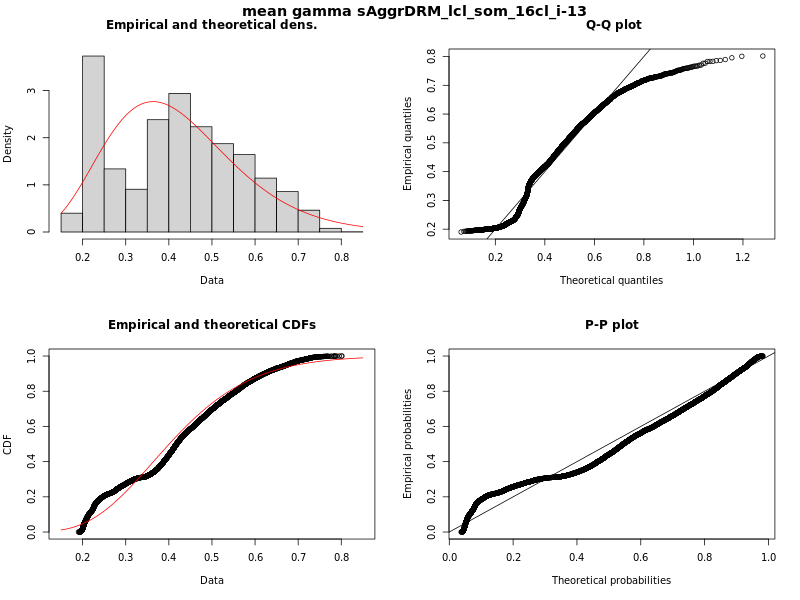 mean gamma sAggrDRM_lcl_som_16cl_i-13
Empirical and theoretical dens.
Density
0 1 2 3
0.2 0.3 0.4 0.5 0.6 0.7 0.8
Data
Q-Q plot
Empirical quantiles
0.2 0.3 0.4 0.5 0.6 0.7 0.8
0.2 0.4 0.6 0.8 1.0 1.2
Theoretical quantiles
Empirical and theoretical CDFs
CDF
0.0 0.2 0.4 0.6 0.8 1.0
0.2 0.3 0.4 0.5 0.6 0.7 0.8
Data
P-P plot
Empirical probabilities
0.0 0.2 0.4 0.6 0.8 1.0
0.0 0.2 0.4 0.6 0.8 1.0
Theoretical probabilities